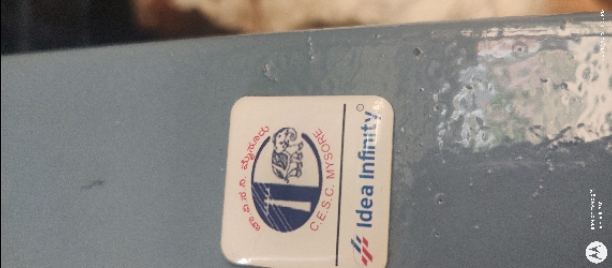 ಚಾ.ವಿ.ಸ.ನಿ. ಮೈಸೂರು
C.E.S.C. MYSORE
Idea Infinity